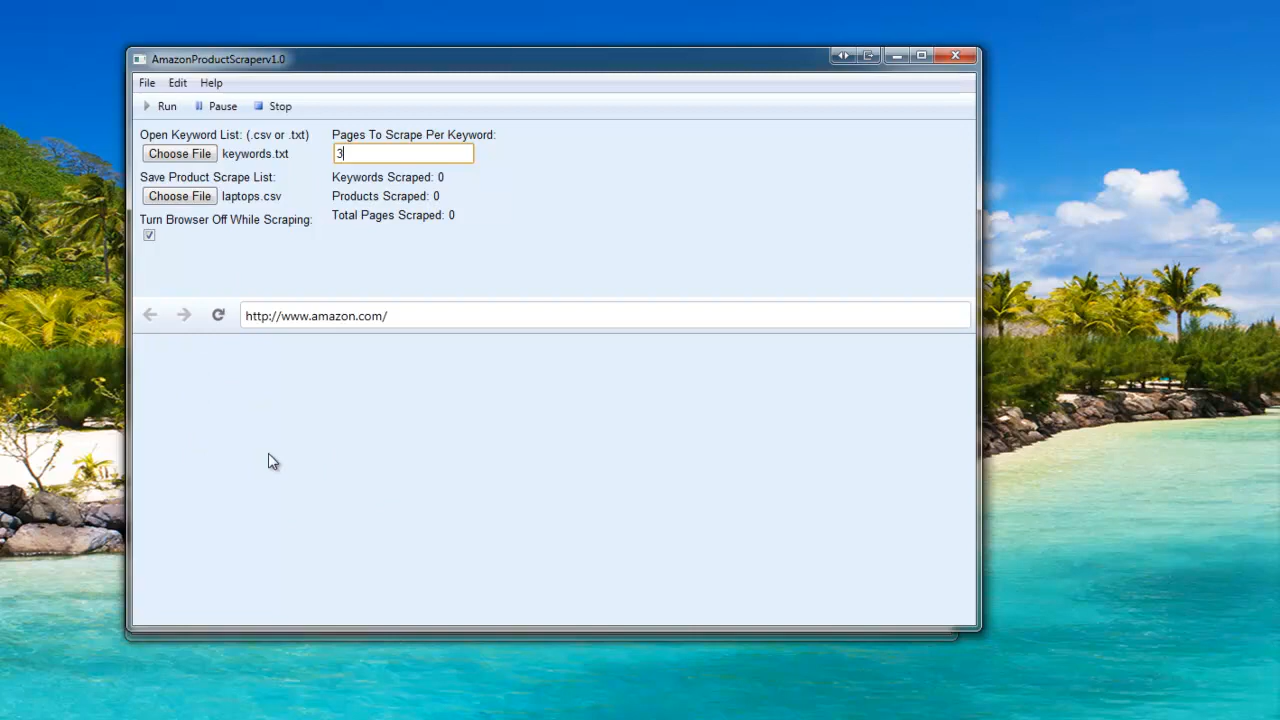 AmazonProductScraperv1.0
File Edit Help
Run Pause Stop
Open Keyword List: (.csv or .txt) Pages To Scrape Per Keyword:
Choose File keywords.txt 3
Save Product Scrape List: Keywords Scraped: 0
Choose File laptops.csv Products Scraped: 0
Total Pages Scraped: 0
Turn Browser Off While Scraping:
http://www.amazon.com/